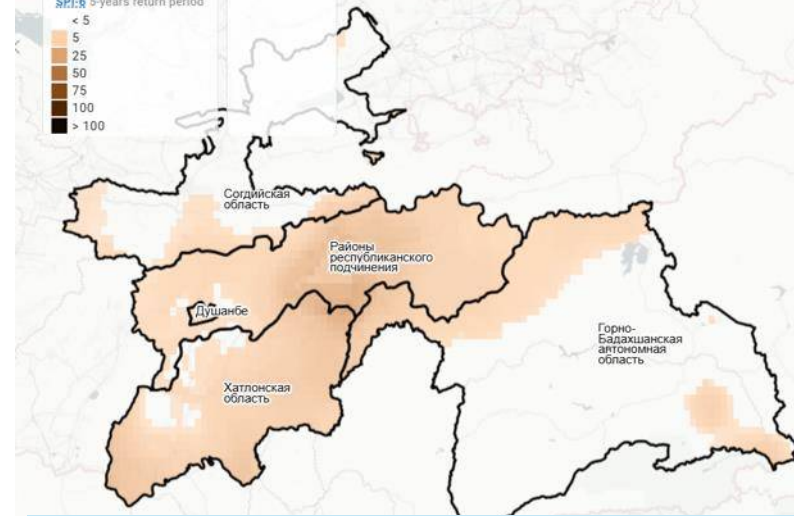 SPI-6 5-years return period
< 5
5
25
50
75
100
> 100
Согдийская
область
Районы
республиканского
подчинения
Душанбе
Горно-
Бадахшанская
автономная
область
Хатлонская
область